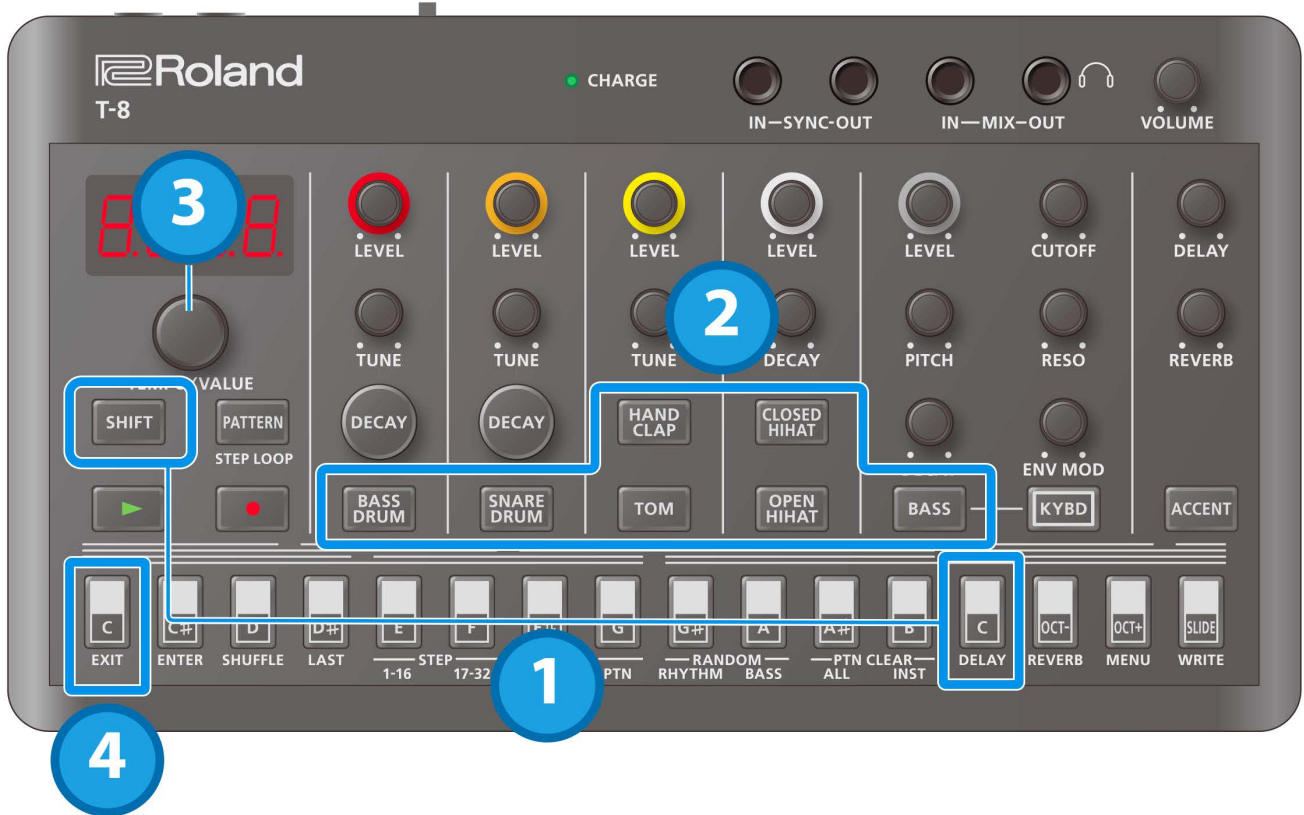 Roland
T-8
CHARGE
IN–SYNC-OUT
IN—MIX–OUT
VOLUME
3
LEVEL
LEVEL
LEVEL
LEVEL
LEVEL
CUTOFF
DELAY
2
TUNE
TUNE
TUNE
DECAY
PITCH
RESO
REVERB
VALUE
SHIFT
PATTERN
DECAY
DECAY
HAND CLAP
CLOSED HIHAT
STEP LOOP
ENV MOD
BASS DRUM
SNARE DRUM
TOM
OPEN HIHAT
BASS
KYBD
ACCENT
C
C#
D
D#
E
F
G
G#
A
A#
B
C
OCT-
OCT+
SLIDE
EXIT
ENTER
SHUFFLE
LAST
STEP
1-16
17-32
1
PTN
RANDOM
RHYTHM
BASS
PTN CLEAR
ALL
INST
DELAY
REVERB
MENU
WRITE
4